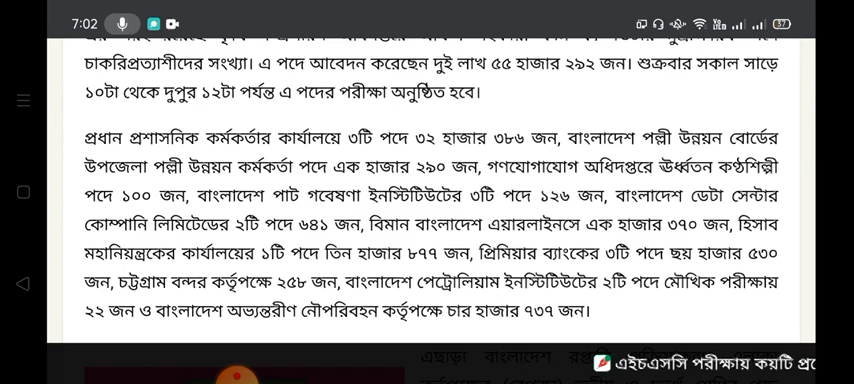 7:02
37
চাকরিপ্রত্যাশীদের সংখ্যা। এ পদে আবেদন করেছেন দুই লাখ ৫৫ হাজার ২৯২ জন। শুক্রবার সকাল সাড়ে
১০টা থেকে দুপুর ১২টা পর্যন্ত এ পদের পরীক্ষা অনুষ্ঠিত হবে।
প্রধান প্রশাসনিক কর্মকর্তার কার্যালয়ে ৩টি পদে ৩২ হাজার ৩৮৬ জন, বাংলাদেশ পল্লী উন্নয়ন বোর্ডের
উপজেলা পল্লী উন্নয়ন কর্মকর্তা পদে এক হাজার ২৯০ জন, গণযোগাযোগ অধিদপ্তরে ঊর্ধ্বতন কণ্ঠশিল্পী
পদে ১০০ জন, বাংলাদেশ পাট গবেষণা ইনস্টিটিউটের ৩টি পদে ১২৬ জন, বাংলাদেশ ডেটা সেন্টার
কোম্পানি লিমিটেডের ২টি পদে ৬৪১ জন, বিমান বাংলাদেশ এয়ারলাইনসে এক হাজার ৩৭০ জন, হিসাব
মহানিয়ন্ত্রকের কার্যালয়ের ১টি পদে তিন হাজার ৮৭৭ জন, প্রিমিয়ার ব্যাংকের ৩টি পদে ছয় হাজার ৫৩০
জন, চট্টগ্রাম বন্দর কর্তৃপক্ষে ২৫৮ জন, বাংলাদেশ পেট্রোলিয়াম ইনস্টিটিউটের ২টি পদে মৌখিক পরীক্ষায়
২২ জন ও বাংলাদেশ অভ্যন্তরীণ নৌপরিবহন কর্তৃপক্ষে চার হাজার ৭৩৭ জন।
এছাড়া বাংলাদেশ
এইচএসসি পরীক্ষায় কয়টি প্রে